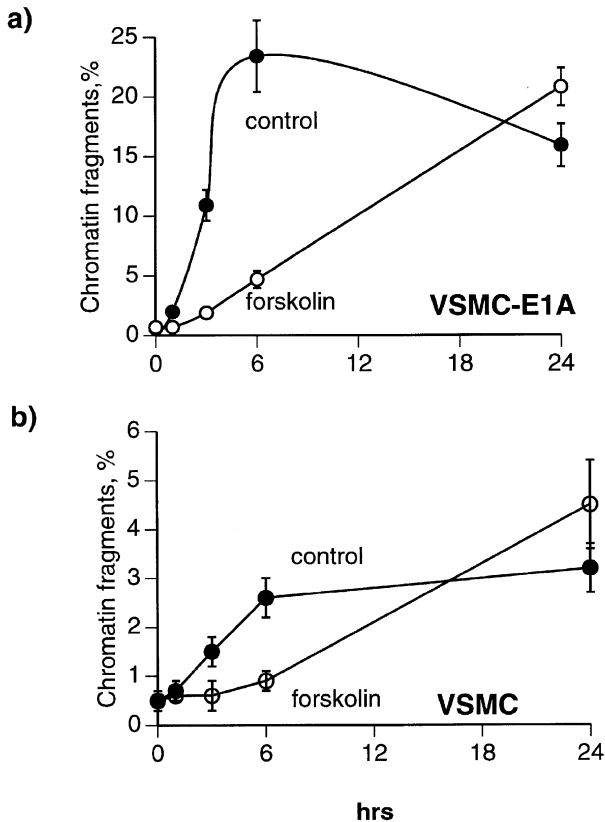 a)
Chromatin fragments,%
25
20
15
10
5
0
control
forskolin
VSMC-E1A
0 6 12 18 24
b)
Chromatin fragments, %
6
5
4
3
2
1
0
control
forskolin
VSMC
0 6 12 18 24
hrs